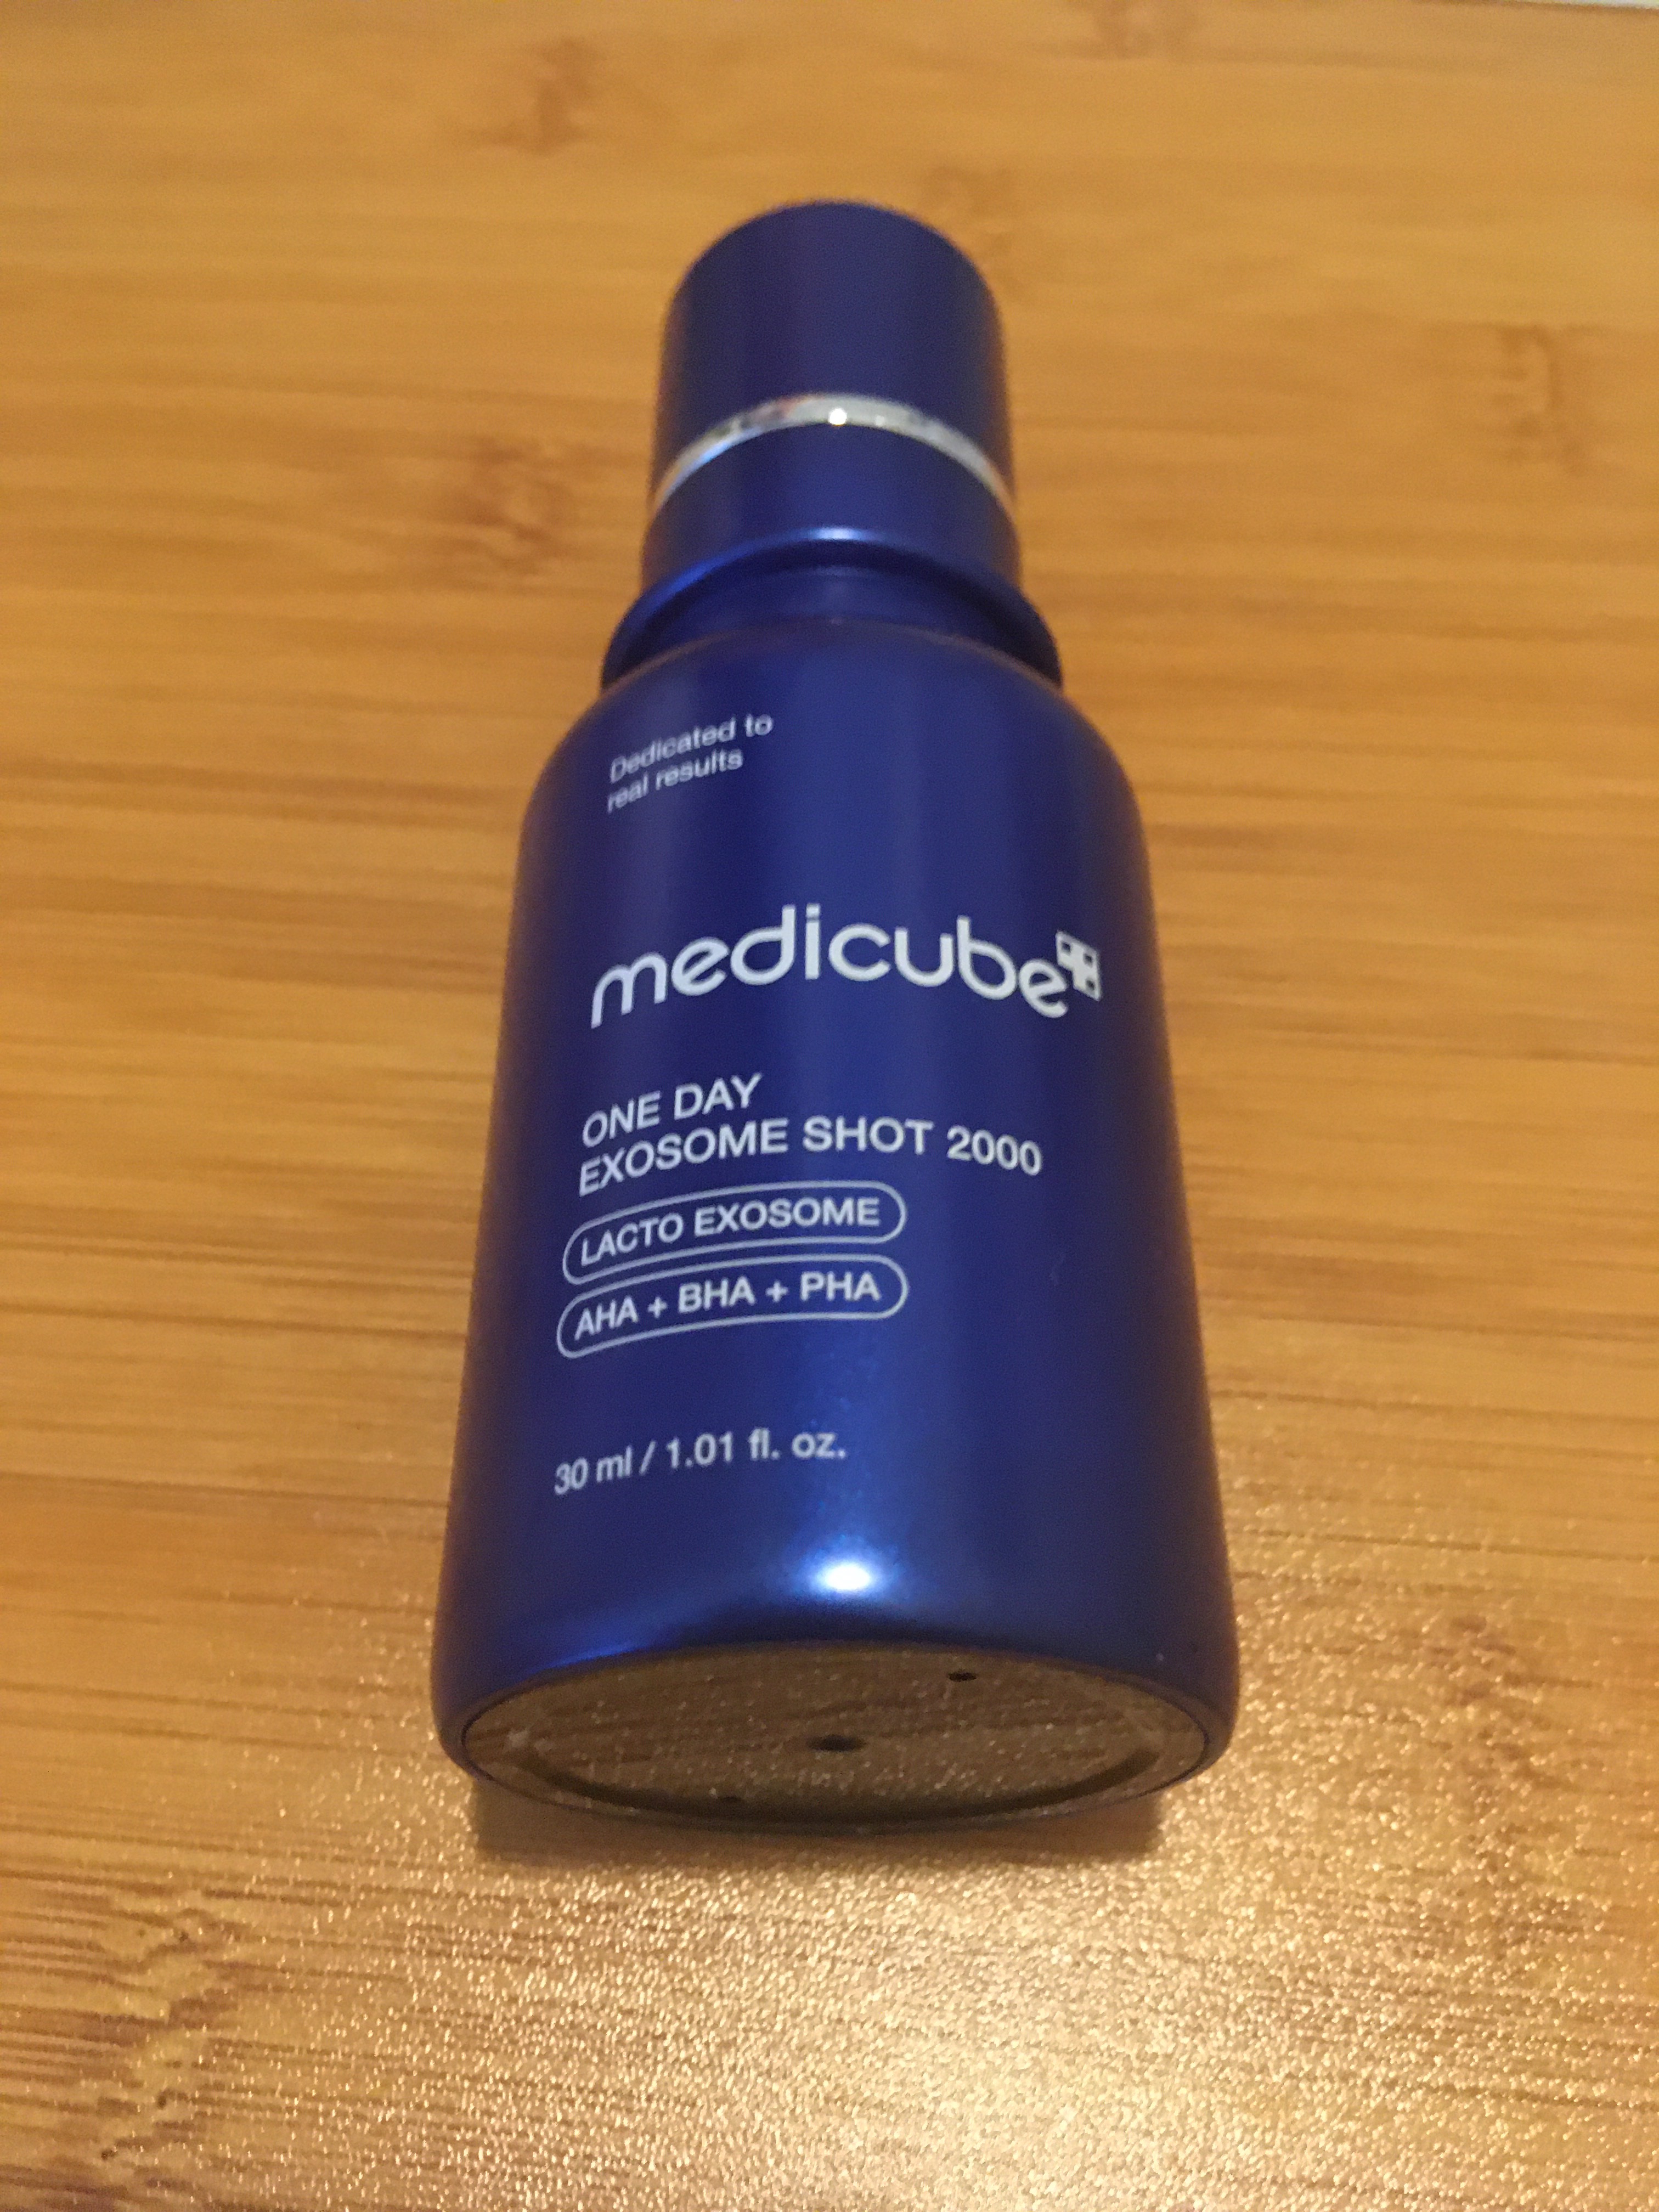 Dedicated to
real results
medicube
ONE DAY
EXOSOME SHOT 2000
LACTO EXOSOME
AHA + BHA + PHA
30 ml / 1.01 fl. oz.